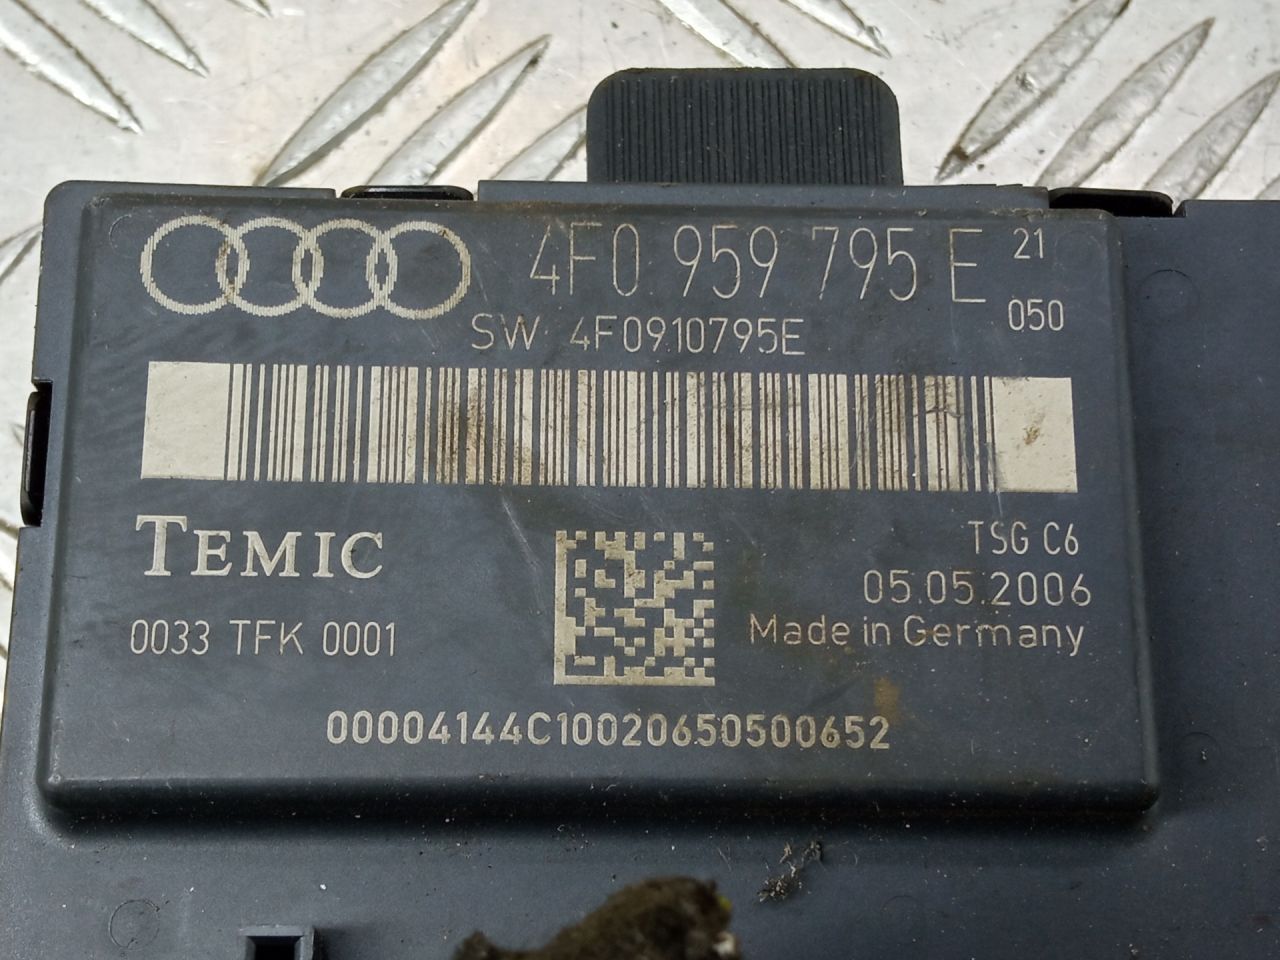 4F0 959 795 E 21
050
SW 4F0910795E
TEMIC
TSG C6
05.05.2006
0033 TFK 0001
Made in Germany
00004144C10020650500652